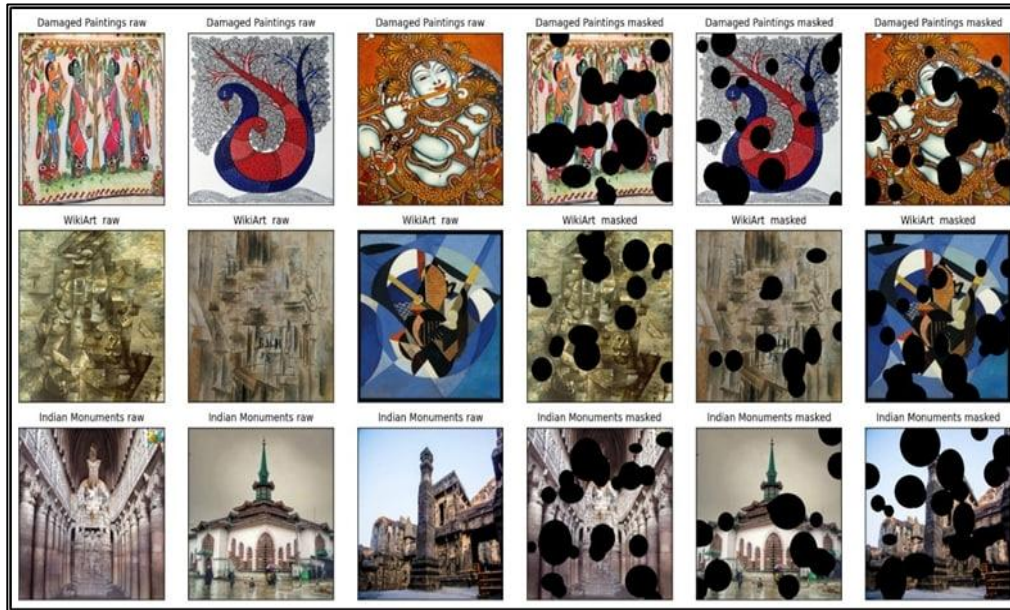 Damaged Paintings raw Damaged Paintings raw Damaged Paintings raw Damaged Paintings masked Damaged Paintings masked Damaged Paintings masked
WikiArt raw WikiArt raw WikiArt raw WikiArt masked WikiArt masked WikiArt masked
Indian Monuments raw Indian Monuments raw Indian Monuments raw Indian Monuments masked Indian Monuments masked Indian Monuments masked